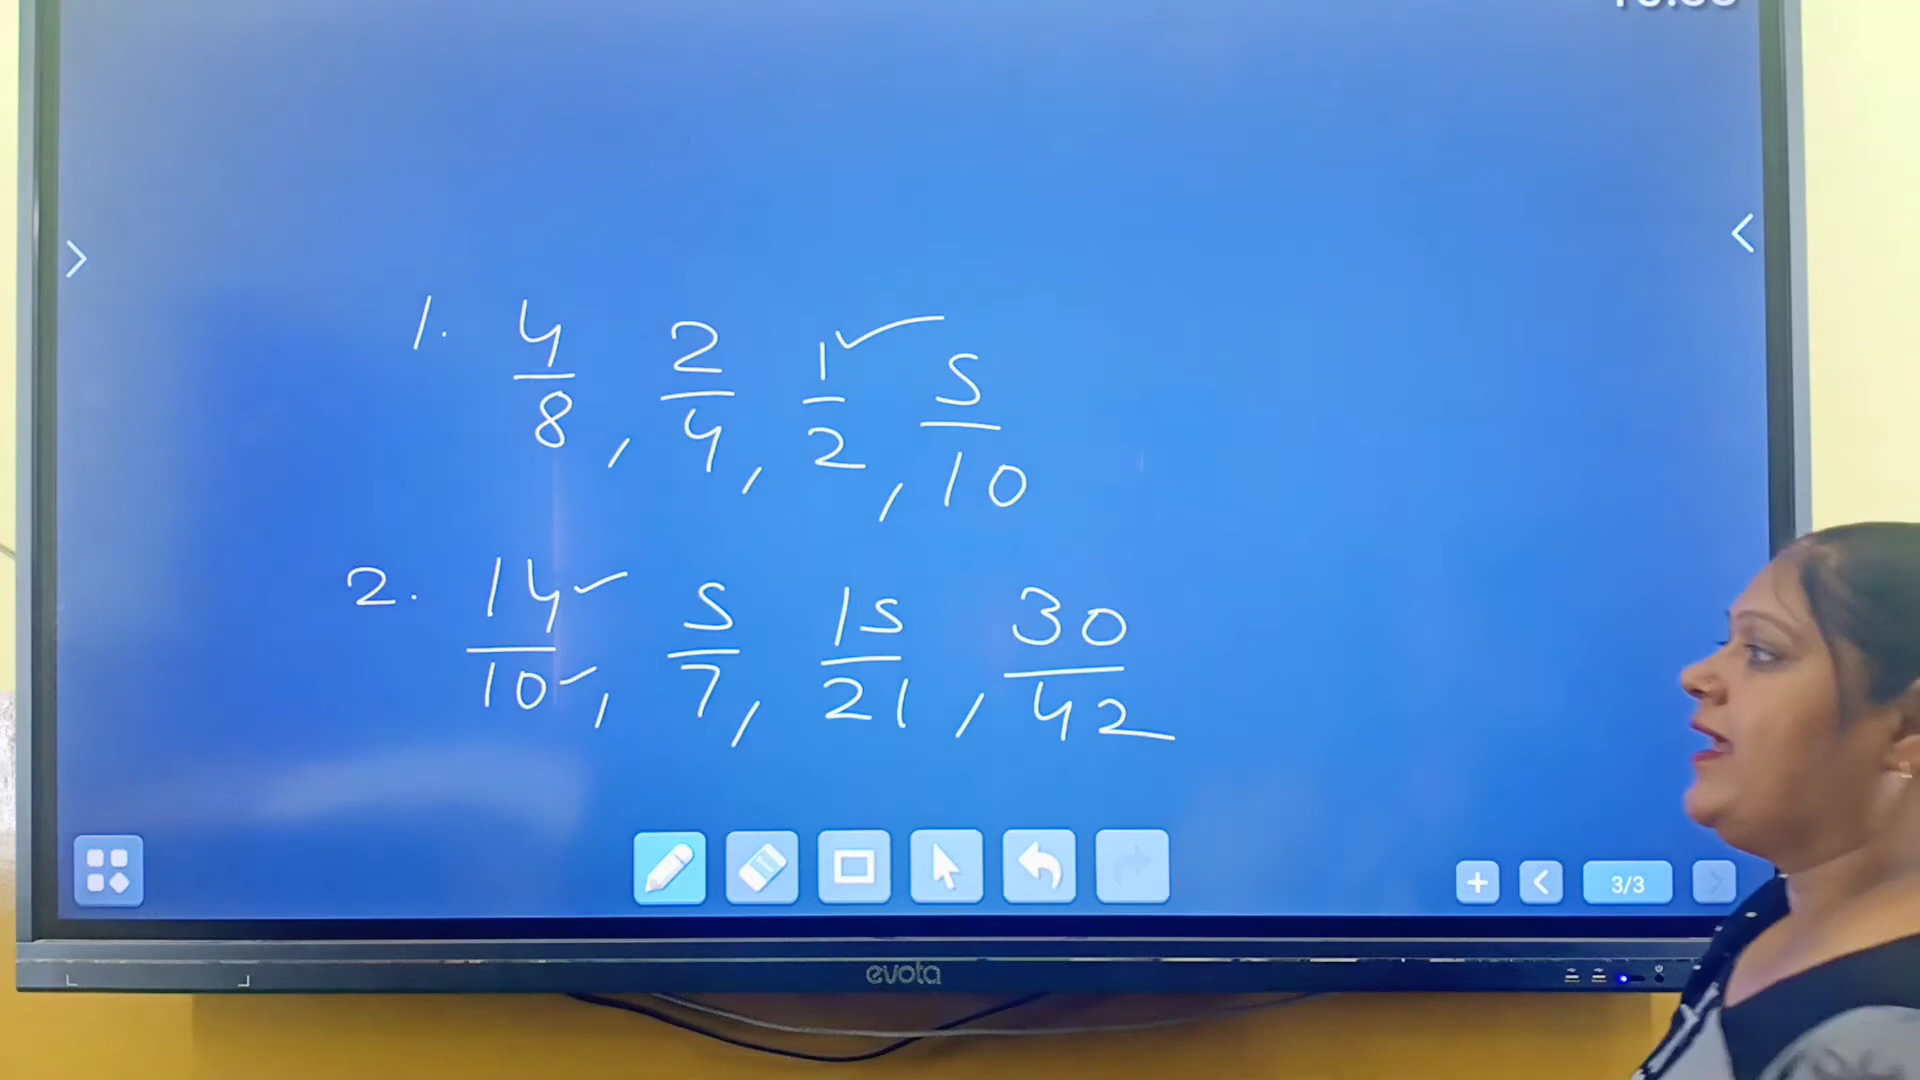 1. 4/8, 2/4, 1/2 ✓, 5/10
2. 14 ✓/10 ✓, 5/7, 15/21, 30/42
3/3
evota